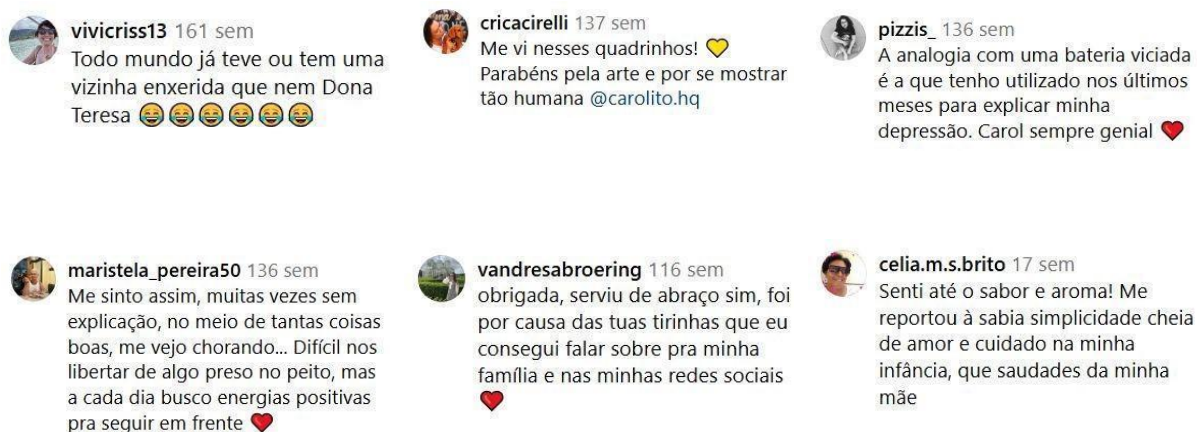 vivicriss13 161 sem
Todo mundo já teve ou tem uma
vizinha enxerida que nem Dona
Teresa 😂😂😂😂😂😂
cricacirelli 137 sem
Me vi nesses quadrinhos! 💛
Parabéns pela arte e por se mostrar
tão humana @carolito.hq
pizzis_ 136 sem
A analogia com uma bateria viciada
é a que tenho utilizado nos últimos
meses para explicar minha
depressão. Carol sempre genial ❤️
maristela_pereira50 136 sem
Me sinto assim, muitas vezes sem
explicação, no meio de tantas coisas
boas, me vejo chorando... Difícil nos
libertar de algo preso no peito, mas
a cada dia busco energias positivas
pra seguir em frente ❤️
vandresabroering 116 sem
obrigada, serviu de abraço sim, foi
por causa das tuas tirinhas que eu
consegui falar sobre pra minha
família e nas minhas redes sociais
❤️
celia.m.s.brito 17 sem
Senti até o sabor e aroma! Me
reportou à sabia simplicidade cheia
de amor e cuidado na minha
infância, que saudades da minha
mãe